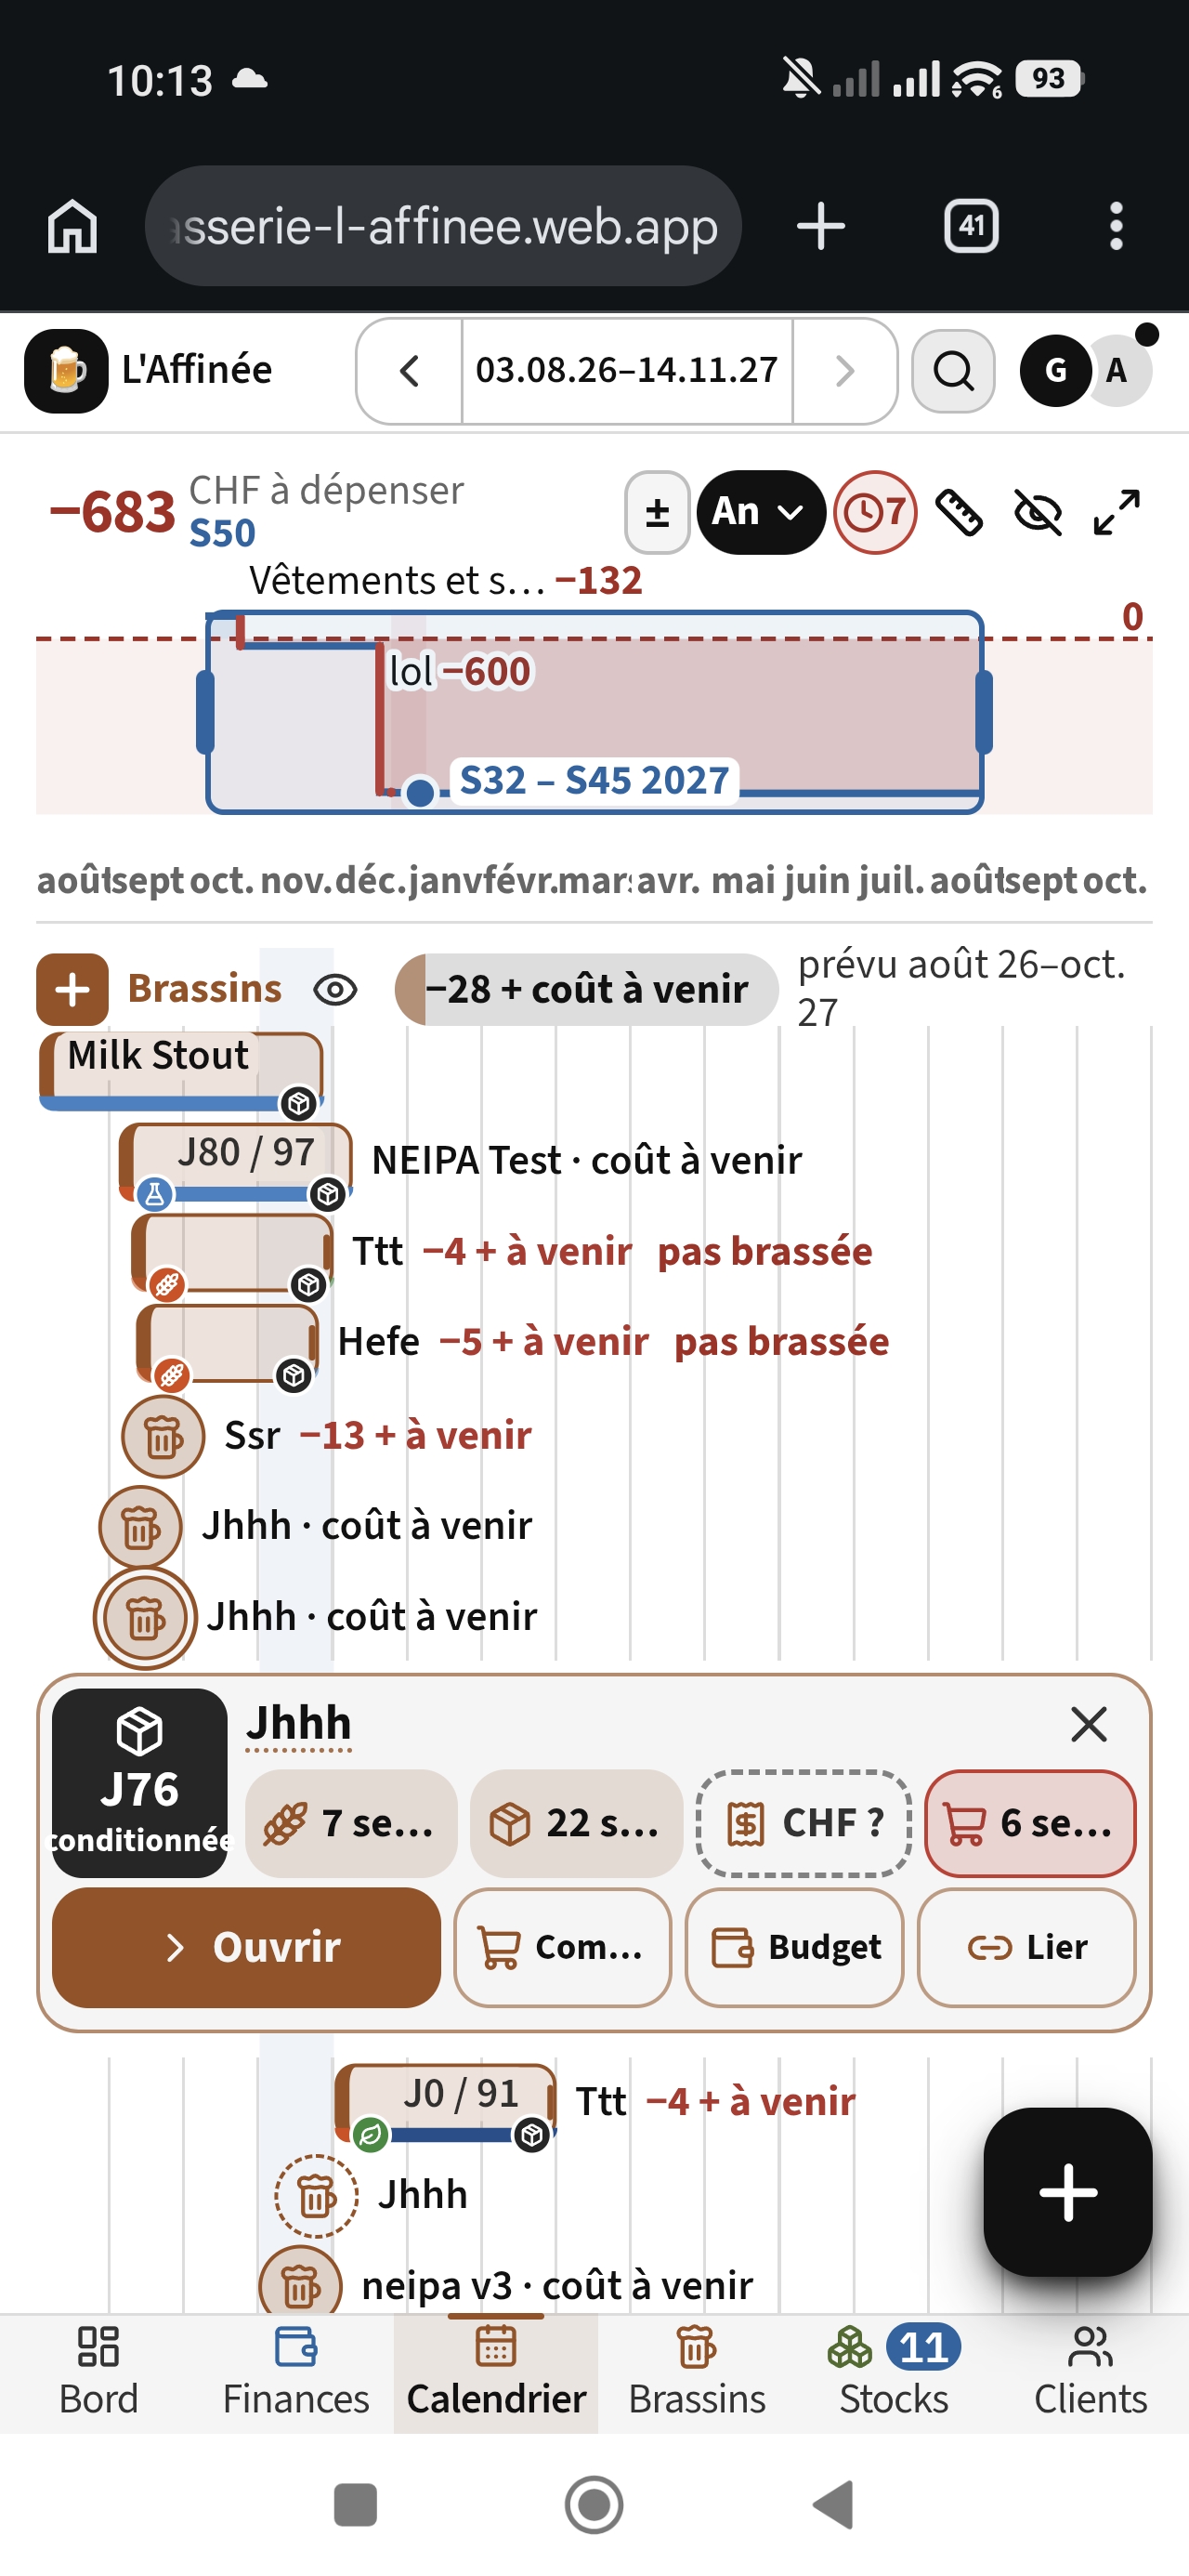 10:13
6
93
asserie-l-affinee.web.app
41
L'Affinée
03.08.26–14.11.27
G
A
−683 CHF à dépenser
S50
±
An
7
Vêtements et s… −132
0
lol −600
S32 – S45 2027
août sept oct. nov. déc. janv févr. mars avr. mai juin juil. août sept oct.
Brassins
−28 + coût à venir
prévu août 26–oct.
27
Milk Stout
J80 / 97
NEIPA Test · coût à venir
Ttt −4 + à venir pas brassée
Hefe −5 + à venir pas brassée
Ssr −13 + à venir
Jhhh · coût à venir
Jhhh · coût à venir
J76
conditionnée
Jhhh
7 se…
22 s…
CHF ?
6 se…
Ouvrir
Com…
Budget
Lier
J0 / 91
Ttt −4 + à venir
Jhhh
neipa v3 · coût à venir
Bord
Finances
Calendrier
Brassins
11
Stocks
Clients